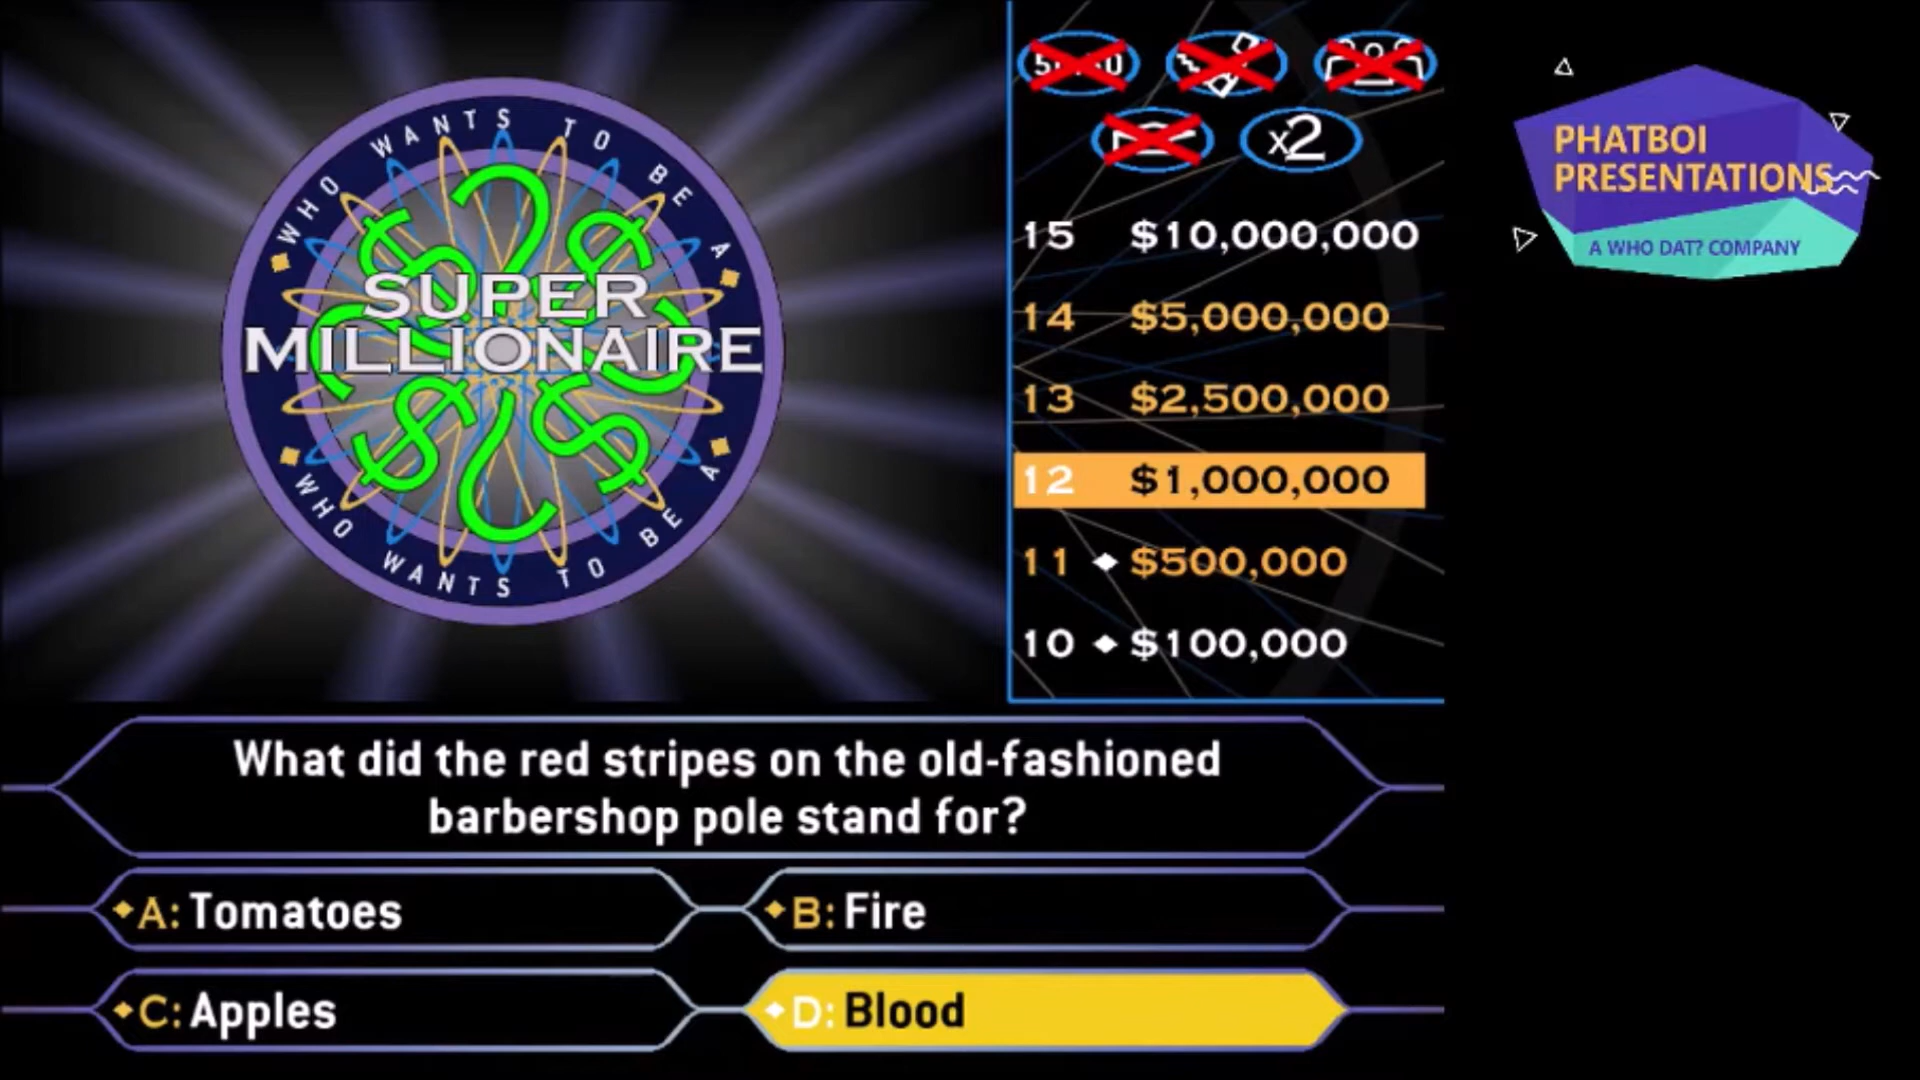 WHO WANTS TO BE A
SUPER
MILLIONAIRE
WHO WANTS TO BE A
x2
15 $10,000,000
14 $5,000,000
13 $2,500,000
12 $1,000,000
11 $500,000
10 $100,000
PHATBOI
PRESENTATIONS
A WHO DAT? COMPANY
What did the red stripes on the old-fashioned
barbershop pole stand for?
A: Tomatoes
B: Fire
C: Apples
D: Blood